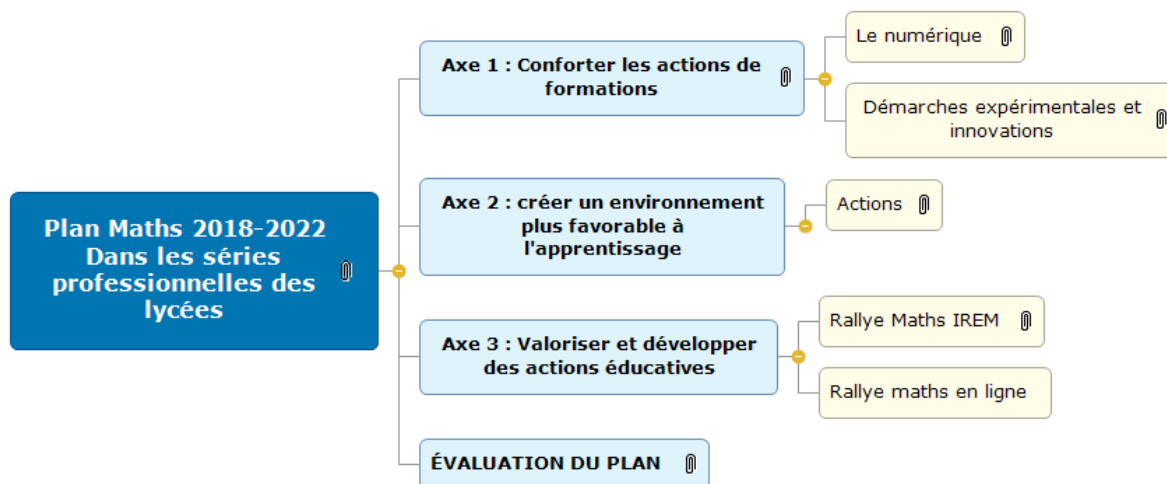 Plan Maths 2018-2022
Dans les séries
professionnelles des
lycées
Axe 1 : Conforter les actions de
formations
Le numérique
Démarches expérimentales et
innovations
Axe 2 : créer un environnement
plus favorable à
l'apprentissage
Actions
Axe 3 : Valoriser et développer
des actions éducatives
Rallye Maths IREM
Rallye maths en ligne
ÉVALUATION DU PLAN